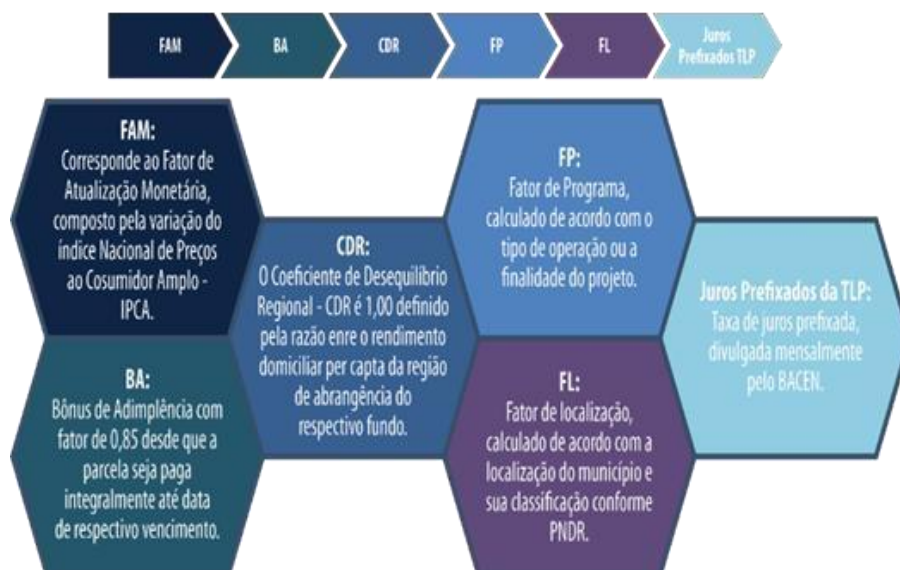 FAM
BA
CDR
FP
FL
Juros
Prefixados TLP
FAM:
Corresponde ao Fator de
Atualização Monetária,
composto pela variação do
índice Nacional de Preços
ao Cosumidor Amplo -
IPCA.
BA:
Bônus de Adimplência com
fator de 0,85 desde que a
parcela seja paga
integralmente até data
de respectivo vencimento.
CDR:
O Coeficiente de Desequilíbrio
Regional - CDR é 1,00 definido
pela razão enre o rendimento
domiciliar per capta da região
de abrangência do
respectivo fundo.
FP:
Fator de Programa,
calculado de acordo com o
tipo de operação ou a
finalidade do projeto.
FL:
Fator de localização,
calculado de acordo com a
localização do município e
sua classificação conforme
PNDR.
Juros Prefixados da TLP:
Taxa de juros prefixada,
divulgada mensalmente
pelo BACEN.